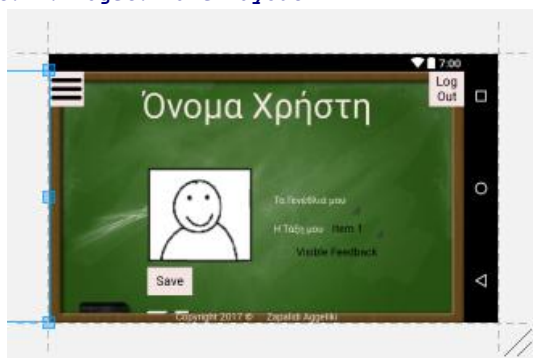 7:00
Log
Out
Όνομα Χρήστη
Τα Γενέθλιά μου
Η Τάξη μου Item 1
Visible Feedback
Save
Copyright 2017 © Zapalidi Aggeliki